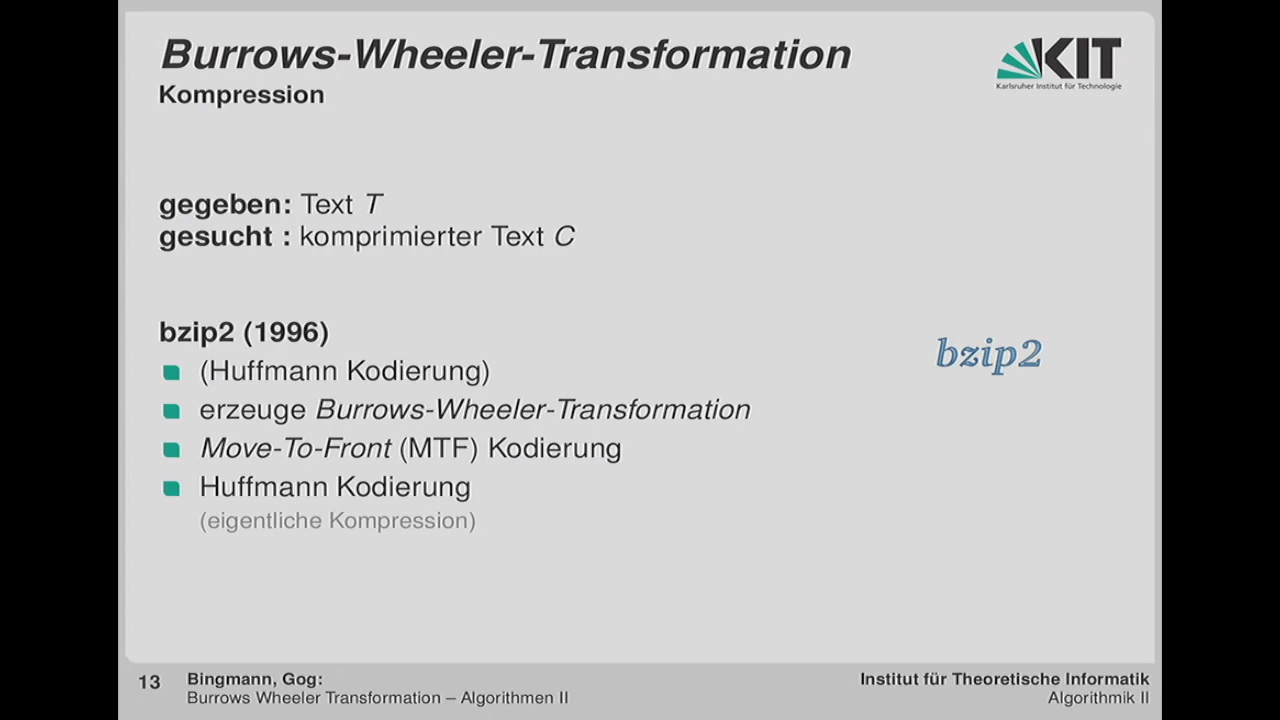 Burrows-Wheeler-Transformation
Kompression
KIT
Karlsruher Institut für Technologie
gegeben: Text T
gesucht : komprimierter Text C
bzip2 (1996)
(Huffmann Kodierung)
erzeuge Burrows-Wheeler-Transformation
Move-To-Front (MTF) Kodierung
Huffmann Kodierung
(eigentliche Kompression)
bzip2
13
Bingmann, Gog:
Burrows Wheeler Transformation – Algorithmen II
Institut für Theoretische Informatik
Algorithmik II